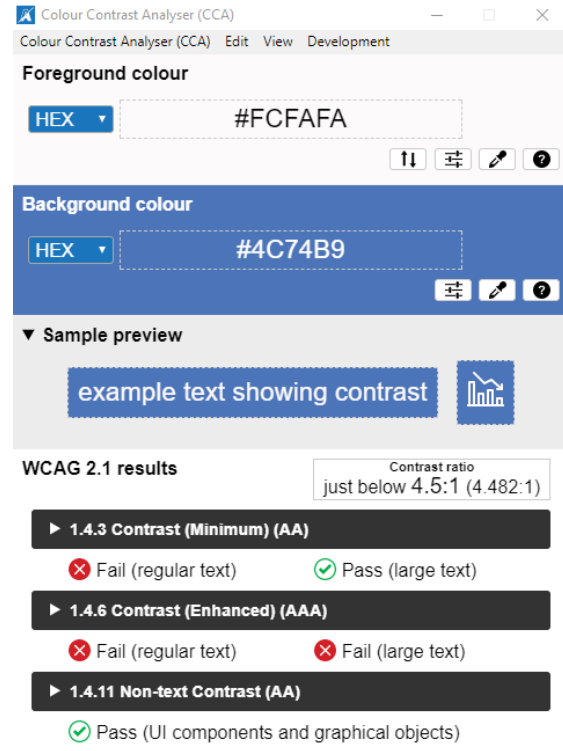 Colour Contrast Analyser (CCA)
Colour Contrast Analyser (CCA) Edit View Development
Foreground colour
HEX #FCFAFA
Background colour
HEX #4C74B9
Sample preview
example text showing contrast
WCAG 2.1 results
Contrast ratio
just below 4.5:1 (4.482:1)
1.4.3 Contrast (Minimum) (AA)
Fail (regular text) Pass (large text)
1.4.6 Contrast (Enhanced) (AAA)
Fail (regular text) Fail (large text)
1.4.11 Non-text Contrast (AA)
Pass (UI components and graphical objects)